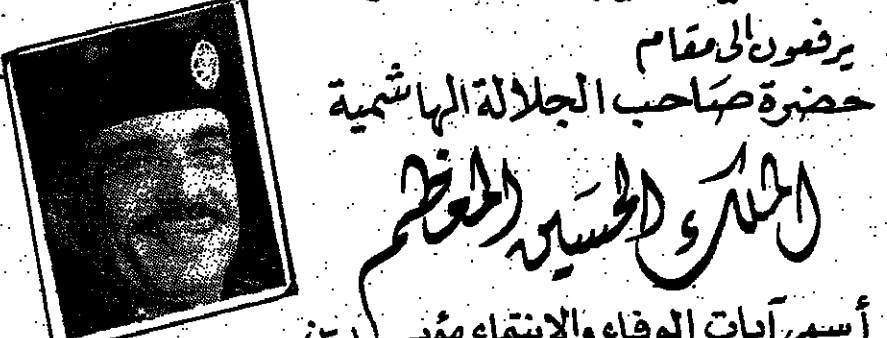 يرفعون إلى مقام
حضرة صاحب الجلالة الهاشمية
الملك الحسين المعظم
أسمى آيات الوفاء والانتماء